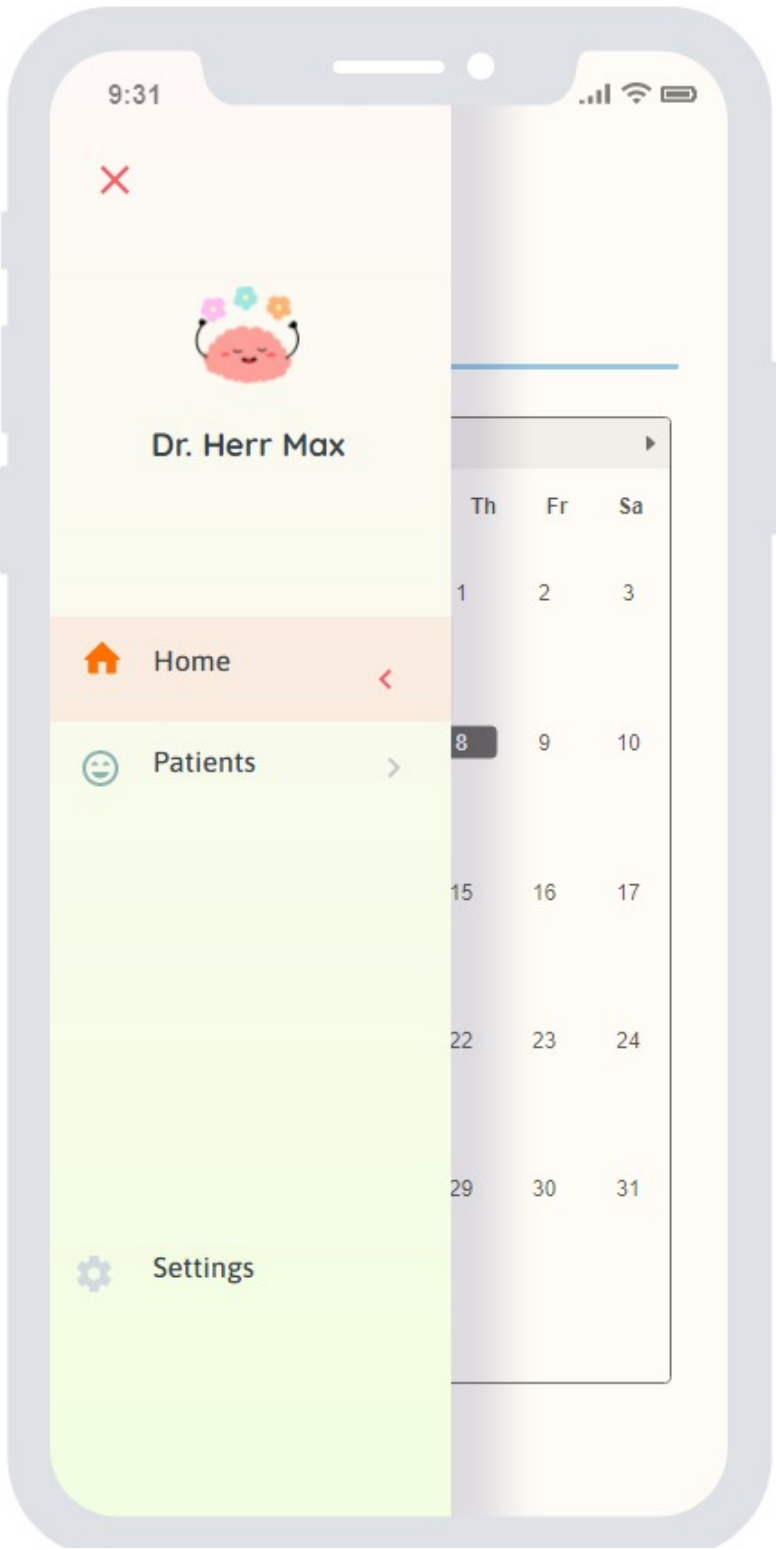 9:31
Dr. Herr Max
Th Fr Sa
1 2 3
Home
8 9 10
Patients
15 16 17
22 23 24
29 30 31
Settings